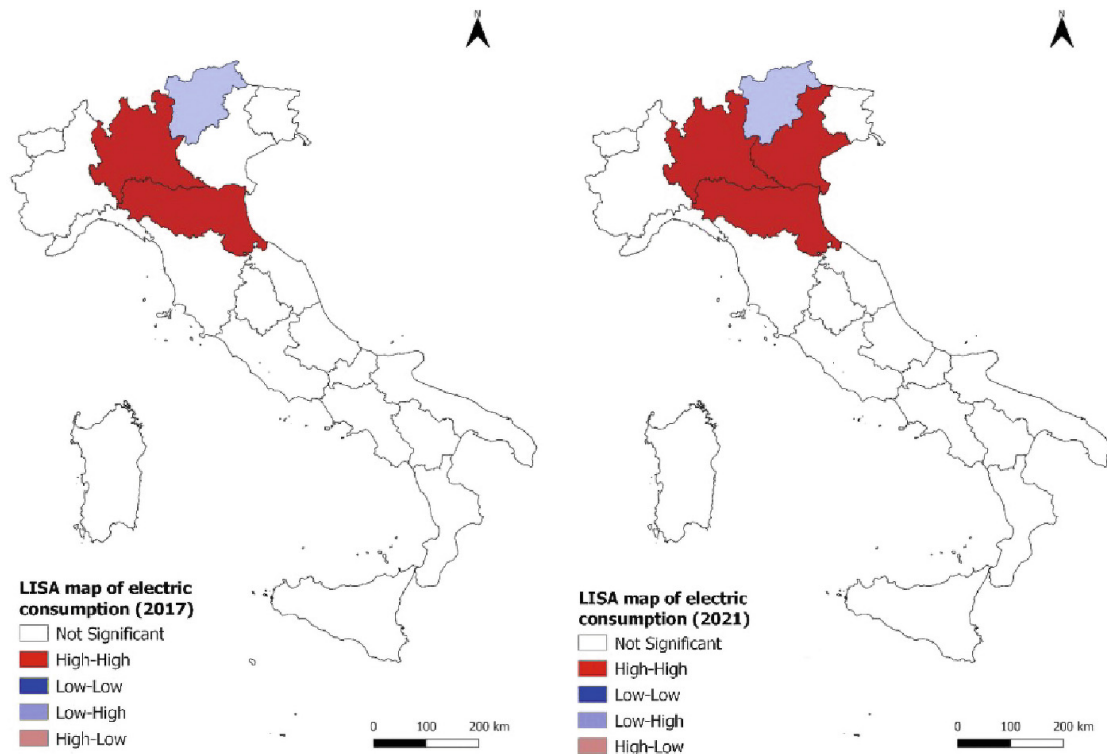 N
LISA map of electric
consumption (2017)
Not Significant
High-High
Low-Low
Low-High
High-Low
0 100 200 km
N
LISA map of electric
consumption (2021)
Not Significant
High-High
Low-Low
Low-High
High-Low
0 100 200 km